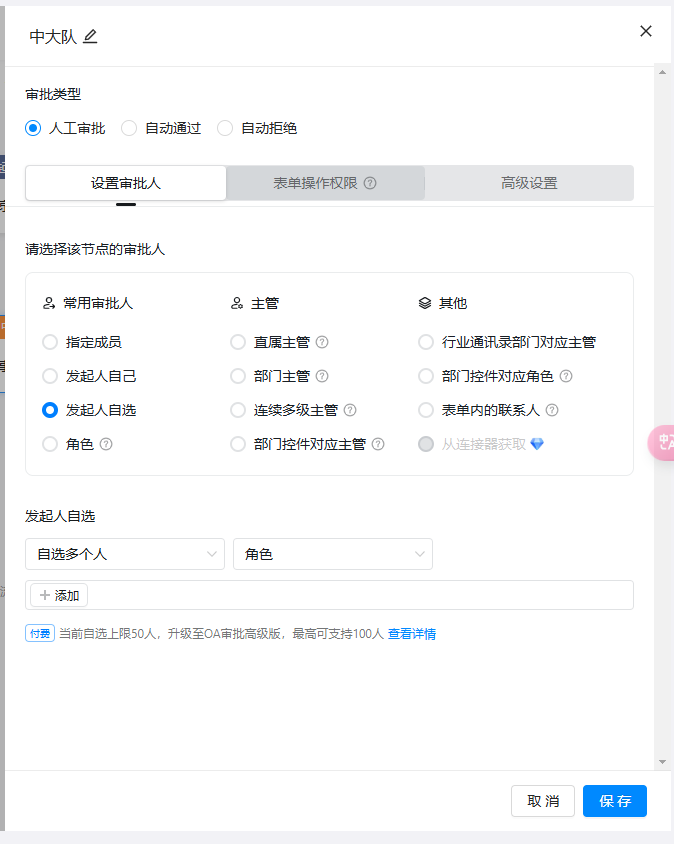 中大队
审批类型
人工审批 自动通过 自动拒绝
设置审批人 表单操作权限 高级设置
请选择该节点的审批人
常用审批人 主管 其他
指定成员 直属主管 行业通讯录部门对应主管
发起人自己 部门主管 部门控件对应角色
发起人自选 连续多级主管 表单内的联系人
角色 部门控件对应主管 从连接器获取
发起人自选
自选多个人 角色
+ 添加
付费 当前自选上限50人，升级至OA审批高级版，最高可支持100人 查看详情
取 消 保 存